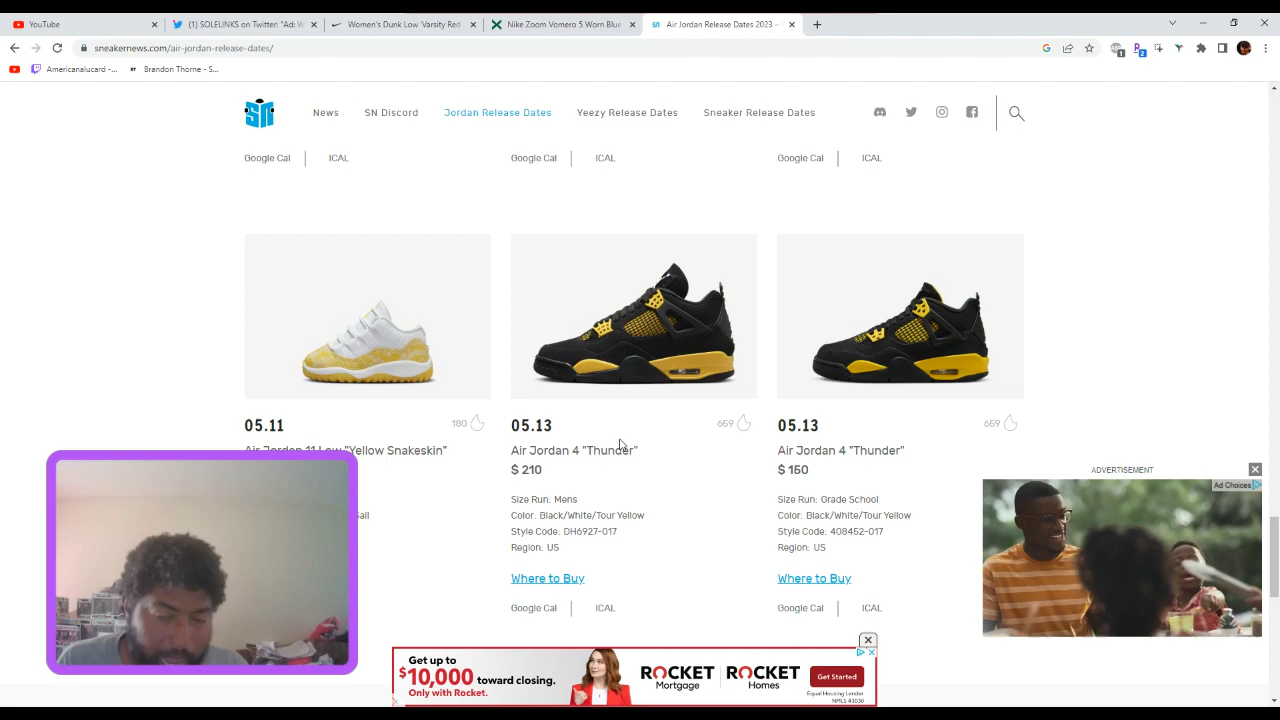 YouTube
(1) SOLELINKS on Twitter: "Ad: W
Women's Dunk Low 'Varsity Red
Nike Zoom Vomero 5 Worn Blue
Air Jordan Release Dates 2023 –
sneakernews.com/air-jordan-release-dates/
Americanalucard -...
Brandon Thorne - S...
SN
News
SN Discord
Jordan Release Dates
Yeezy Release Dates
Sneaker Release Dates
Google Cal
ICAL
Google Cal
ICAL
Google Cal
ICAL
05.11
180
05.13
659
05.13
659
Air Jordan 11 Low "Yellow Snakeskin"
Air Jordan 4 "Thunder"
Air Jordan 4 "Thunder"
$ 210
$ 150
ADVERTISEMENT
Ad Choices
Size Run: Mens
Color: Black/White/Tour Yellow
Style Code: DH6927-017
Region: US
Size Run: Grade School
Color: Black/White/Tour Yellow
Style Code: 408452-017
Region: US
Where to Buy
Where to Buy
Google Cal
ICAL
Google Cal
ICAL
Get up to
$10,000 toward closing.
Only with Rocket.
ROCKET
Mortgage
ROCKET
Homes
Get Started
Equal Housing Lender
NMLS #3030